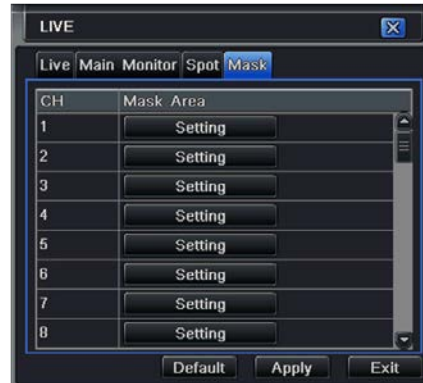 LIVE
Live Main Monitor Spot Mask
CH Mask Area
1 Setting
2 Setting
3 Setting
4 Setting
5 Setting
6 Setting
7 Setting
8 Setting
Default Apply Exit